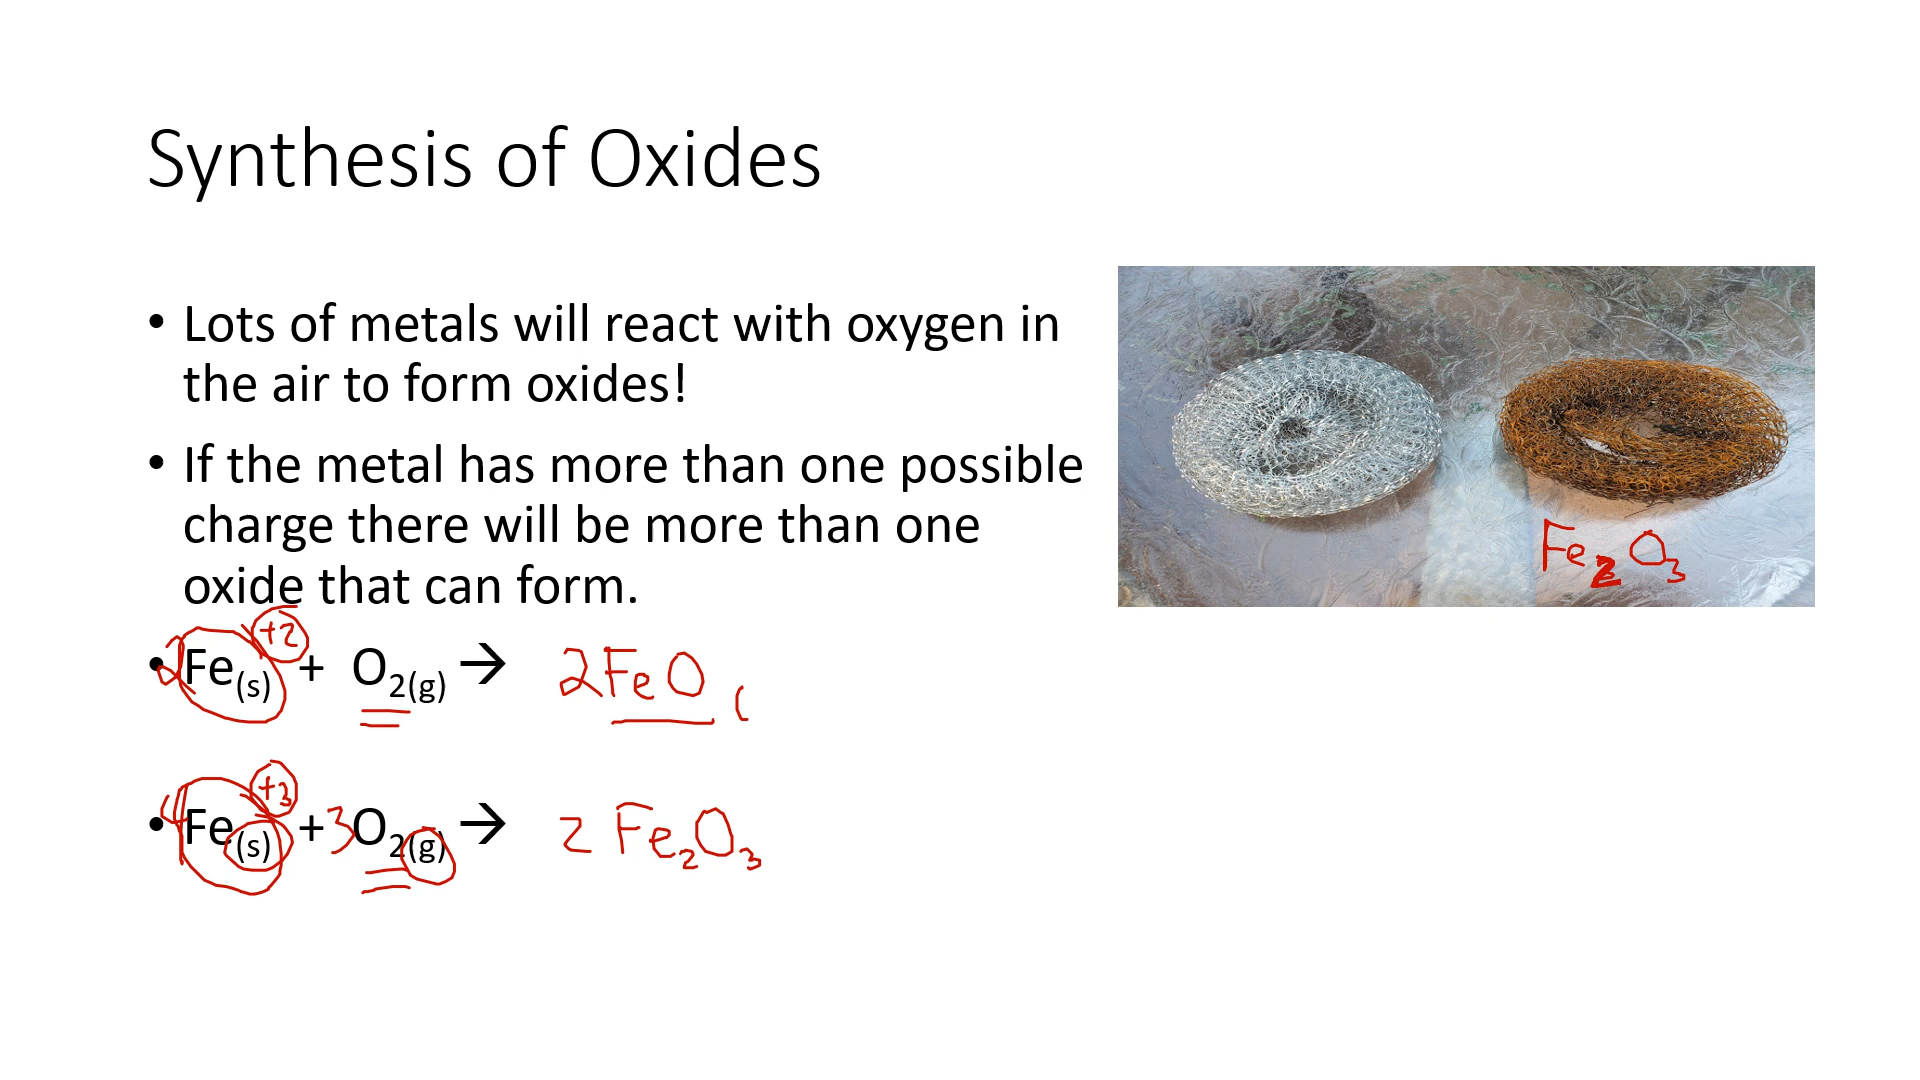 Synthesis of Oxides
• Lots of metals will react with oxygen in
the air to form oxides!
• If the metal has more than one possible
charge there will be more than one
oxide that can form.
+2
• 2Fe(s) + O2(g) → 2FeO (
+3
• 4Fe(s) + 3O2(g) → 2 Fe2O3
Fe2O3